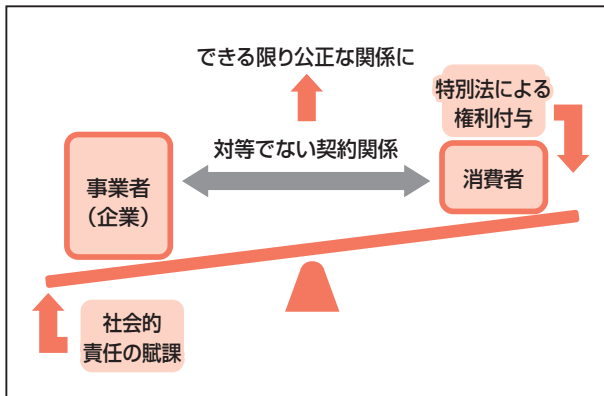 できる限り公正な関係に
特別法による
権利付与
対等でない契約関係
事業者
（企業）
消費者
社会的
責任の賦課